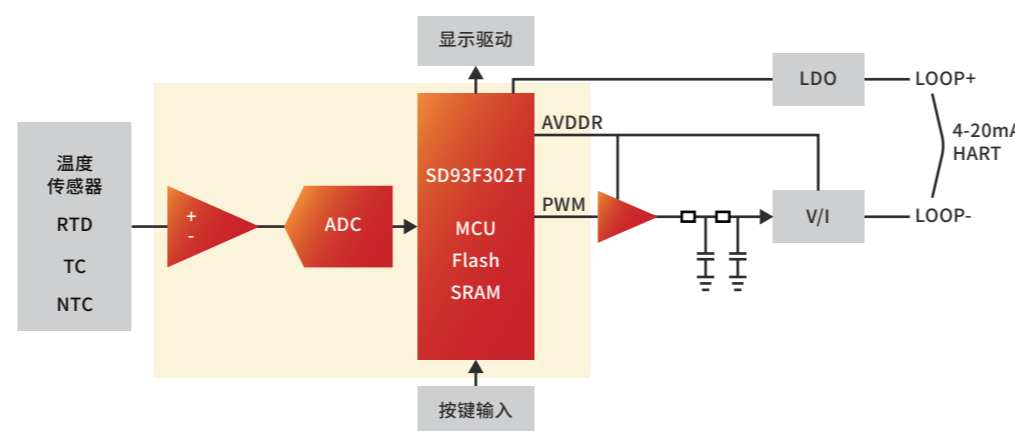 显示驱动
LDO
LOOP+
4-20mA
HART
AVDDR
温度
传感器
RTD
TC
NTC
+
-
ADC
SD93F302T
MCU
Flash
SRAM
PWM
V/I
LOOP-
按键输入